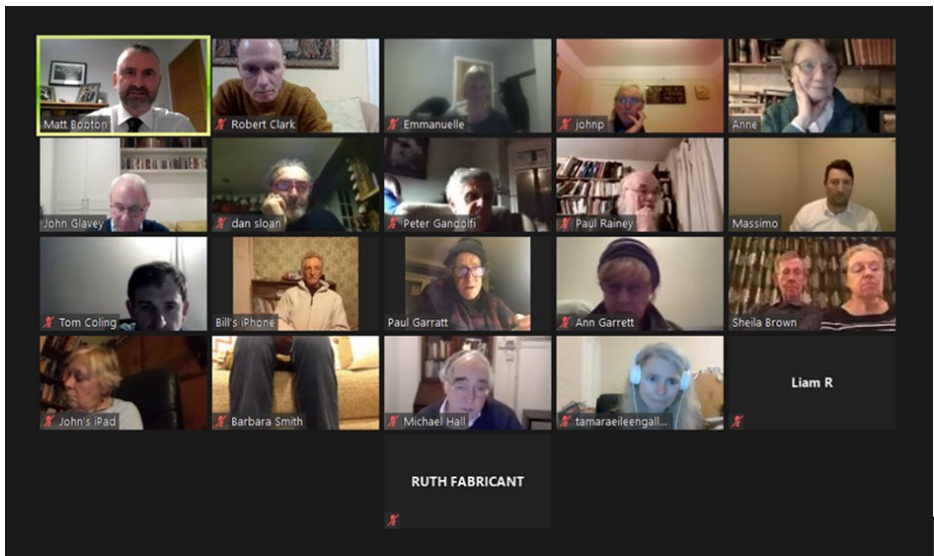 Matt Booton
Robert Clark
Emmanuelle
johnp
Anne
John Glavey
dan sloan
Peter Gandolfi
Paul Rainey
Massimo
Tom Coling
Bill's iPhone
Paul Garratt
Ann Garrett
Sheila Brown
John's iPad
Barbara Smith
Michael Hall
tamaraeileengall...
Liam R
RUTH FABRICANT